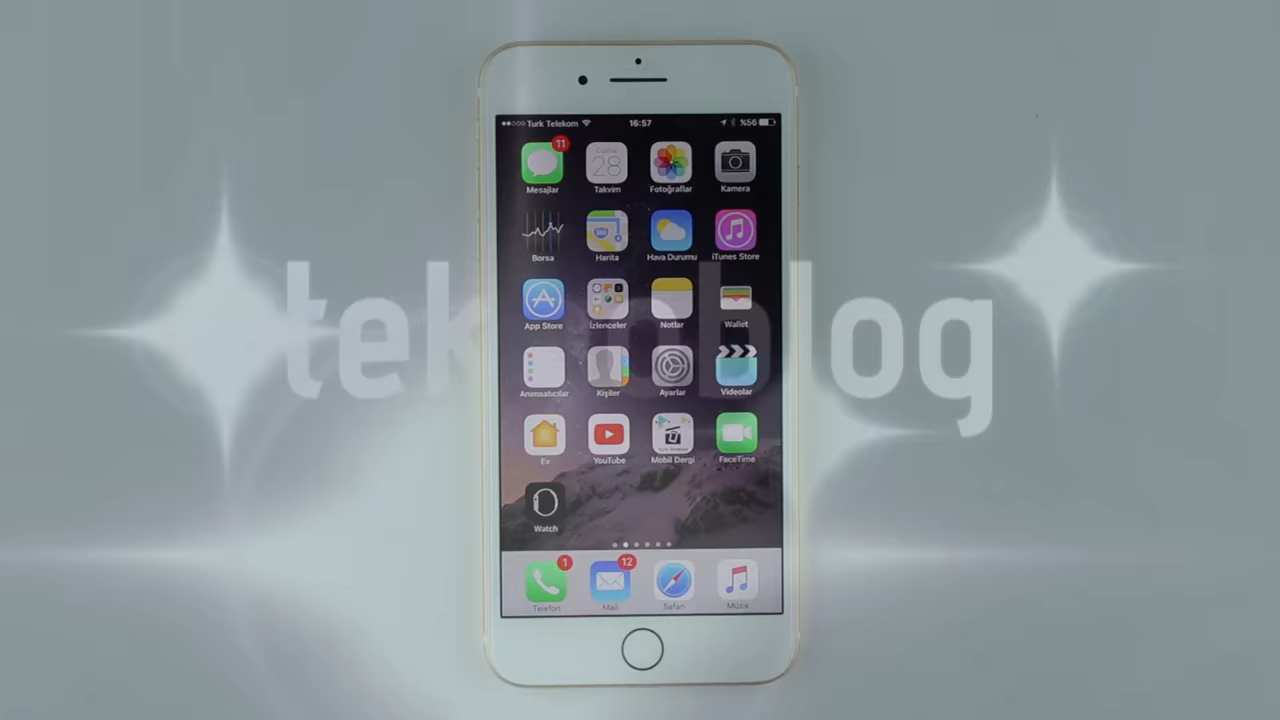 Turk Telekom 16:57 %56
11
Cuma
28
Mesajlar Takvim Fotoğraflar Kamera
Borsa Harita Hava Durumu iTunes Store
teknoblog
App Store İzlenceler Notlar Wallet
Anımsatıcılar Kişiler Ayarlar Videolar
Ev YouTube Mobil Dergi FaceTime
Watch
1 12
Telefon Mail Safari Müzik